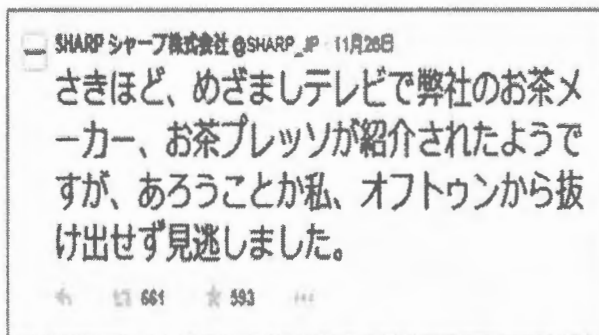 SHARP シャープ株式会社 @SHARP_JP · 11月26日
さきほど、めざましテレビで弊社のお茶メ
ーカー、お茶プレッソが紹介されたようで
すが、あろうことか私、オフトゥンから抜
け出せず見逃しました。
661 593